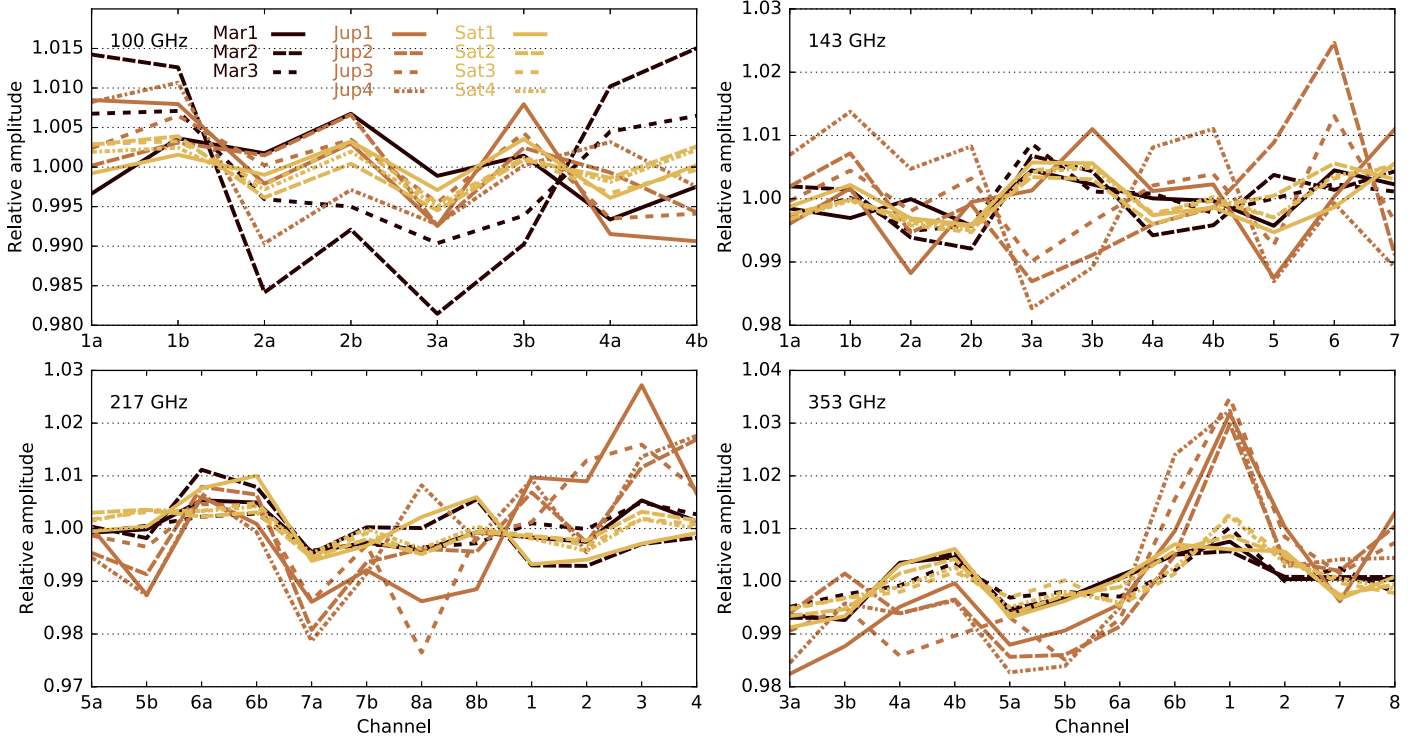 100 GHz
Mar1 Jup1 Sat1
Mar2 Jup2 Sat2
Mar3 Jup3 Sat3
Jup4 Sat4
Relative amplitude
1.015
1.010
1.005
1.000
0.995
0.990
0.985
0.980
1a 1b 2a 2b 3a 3b 4a 4b
143 GHz
Relative amplitude
1.03
1.02
1.01
1.00
0.99
0.98
1a 1b 2a 2b 3a 3b 4a 4b 5 6 7
217 GHz
Relative amplitude
1.03
1.02
1.01
1.00
0.99
0.98
0.97
5a 5b 6a 6b 7a 7b 8a 8b 1 2 3 4
Channel
353 GHz
Relative amplitude
1.04
1.03
1.02
1.01
1.00
0.99
0.98
3a 3b 4a 4b 5a 5b 6a 6b 1 2 7 8
Channel